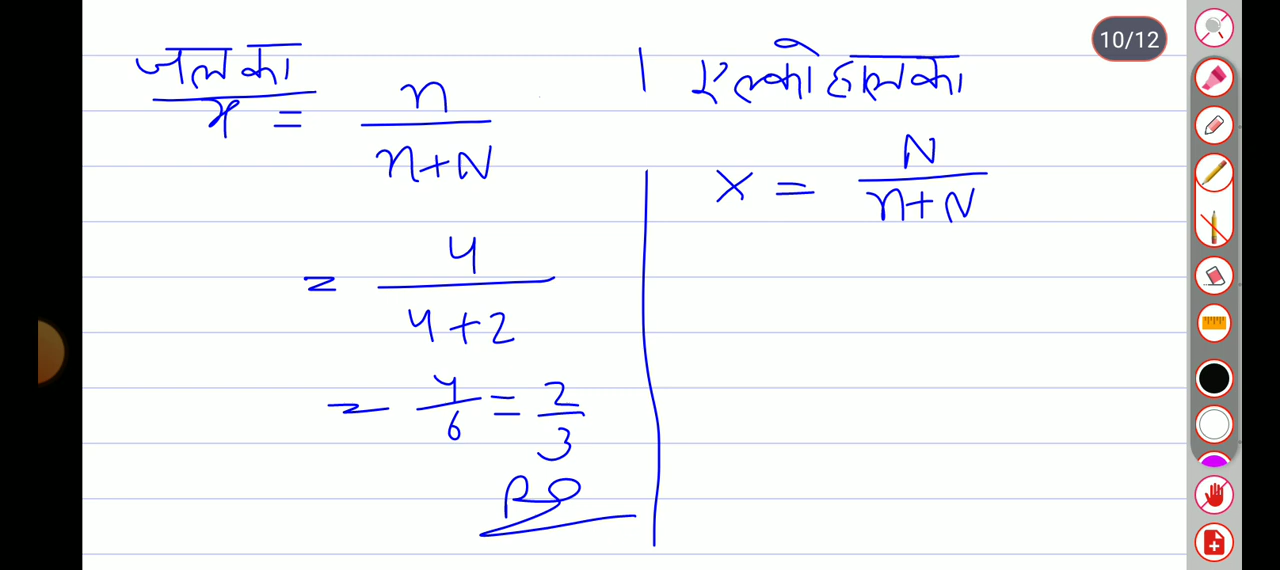 10/12
जल का
x = n / n+N
= 4 / 4+2
= 4/6 = 2/3
एल्कोहल का
x = N / n+N